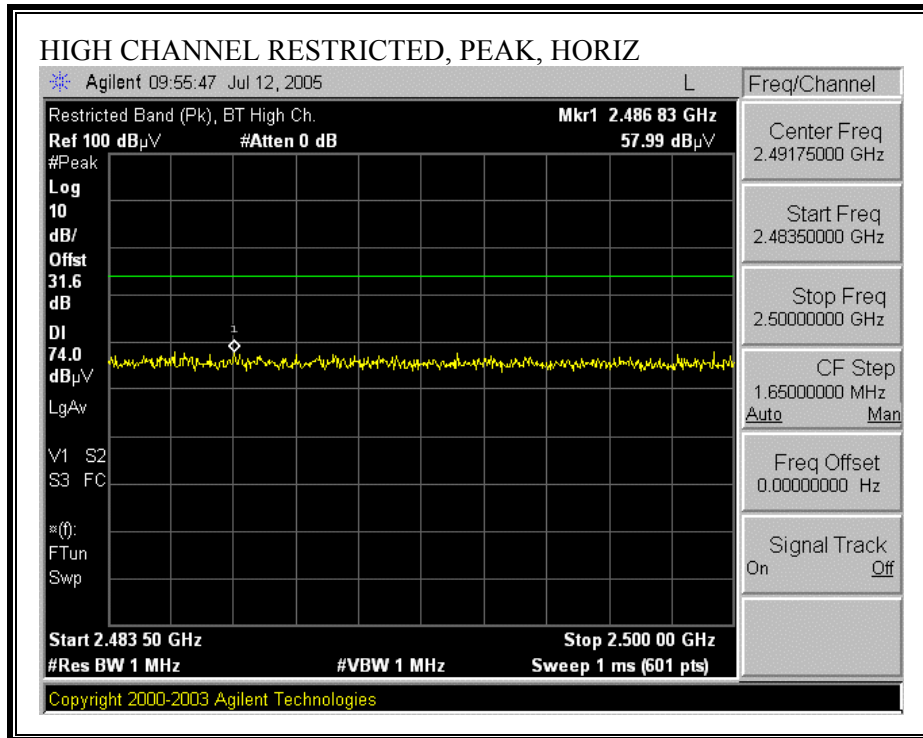 HIGH CHANNEL RESTRICTED, PEAK, HORIZ
Agilent 09:55:47 Jul 12, 2005 L
Freq/Channel
Restricted Band (Pk), BT High Ch. Mkr1 2.486 83 GHz
Ref 100 dBµV #Atten 0 dB 57.99 dBµV
#Peak
Log
10
dB/
Offst
31.6
dB
DI
74.0
dBµV
LgAv
V1 S2
S3 FC
¤(f):
FTun
Swp
1
Start 2.483 50 GHz Stop 2.500 00 GHz
#Res BW 1 MHz #VBW 1 MHz Sweep 1 ms (601 pts)
Center Freq
2.49175000 GHz
Start Freq
2.48350000 GHz
Stop Freq
2.50000000 GHz
CF Step
1.65000000 MHz
Auto Man
Freq Offset
0.00000000 Hz
Signal Track
On Off
Copyright 2000-2003 Agilent Technologies